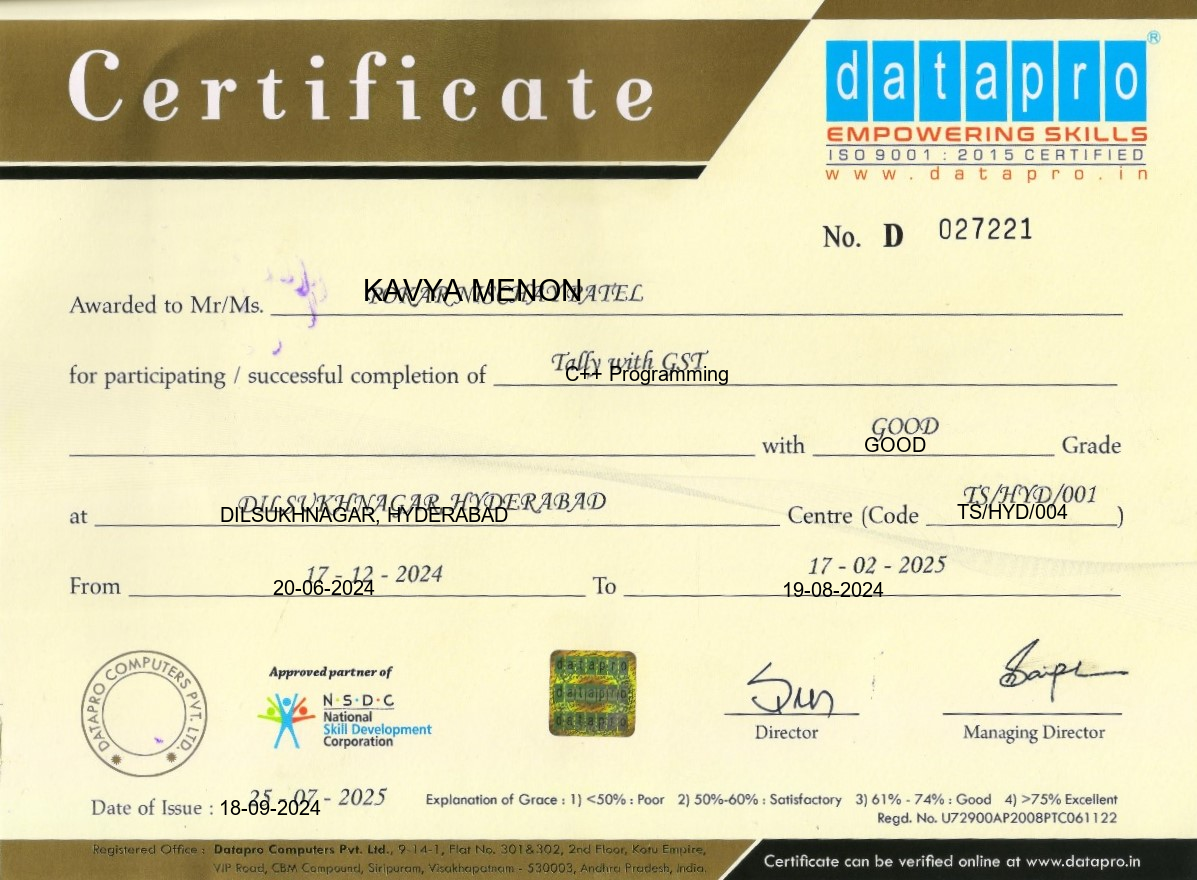 Certificate
datapro®
EMPOWERING SKILLS
ISO 9001 : 2015 CERTIFIED
www.datapro.in
No. D 027221
KAVYA MENON
PATEL
Awarded to Mr/Ms.
Tally with GST
for participating / successful completion of C++ Programming
GOOD
with GOOD Grade
DILSUKHNAGAR, HYDERABAD TS/HYD/001
at DILSUKHNAGAR, HYDERABAD Centre (Code TS/HYD/004 )
17 - 12 - 2024 17 - 02 - 2025
From 20-06-2024 To 19-08-2024
DATAPRO COMPUTERS PVT. LTD.
Approved partner of
N·S·D·C
National
Skill Development
Corporation
datapro
datapro
datapro
Director
Managing Director
25 - 07 - 2025
Date of Issue : 18-09-2024
Explanation of Grace : 1) <50% : Poor 2) 50%-60% : Satisfactory 3) 61% - 74% : Good 4) >75% Excellent
Regd. No. U72900AP2008PTC061122
Registered Office : Datapro Computers Pvt. Ltd., 9-14-1, Flat No. 301&302, 2nd Floor, Koru Empire,
VIP Road, CBM Compound, Siripuram, Visakhapatnam - 530003, Andhra Pradesh, India.
Certificate can be verified online at www.datapro.in